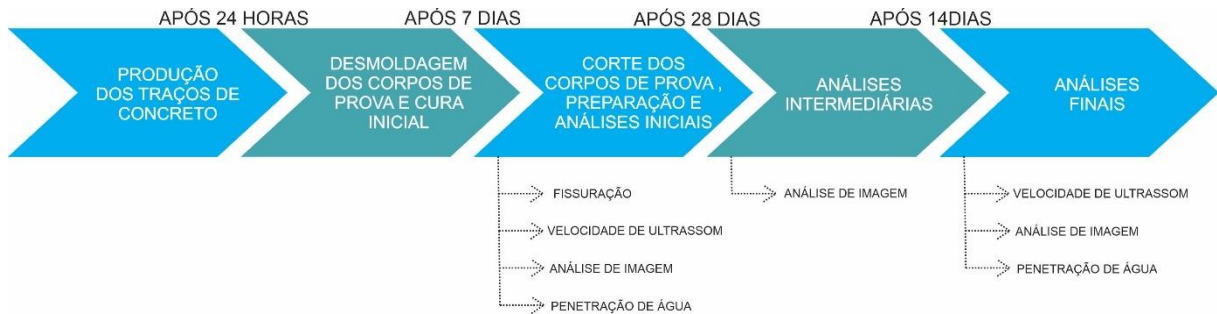 APÓS 24 HORAS
APÓS 7 DIAS
APÓS 28 DIAS
APÓS 14DIAS
PRODUÇÃO
DOS TRAÇOS DE
CONCRETO
DESMOLDAGEM
DOS CORPOS DE
PROVA E CURA
INICIAL
CORTE DOS
CORPOS DE PROVA ,
PREPARAÇÃO E
ANÁLISES INICIAIS
ANÁLISES
INTERMEDIÁRIAS
ANÁLISES
FINAIS
FISSURAÇÃO
VELOCIDADE DE ULTRASSOM
ANÁLISE DE IMAGEM
PENETRAÇÃO DE ÁGUA
ANÁLISE DE IMAGEM
VELOCIDADE DE ULTRASSOM
ANÁLISE DE IMAGEM
PENETRAÇÃO DE ÁGUA